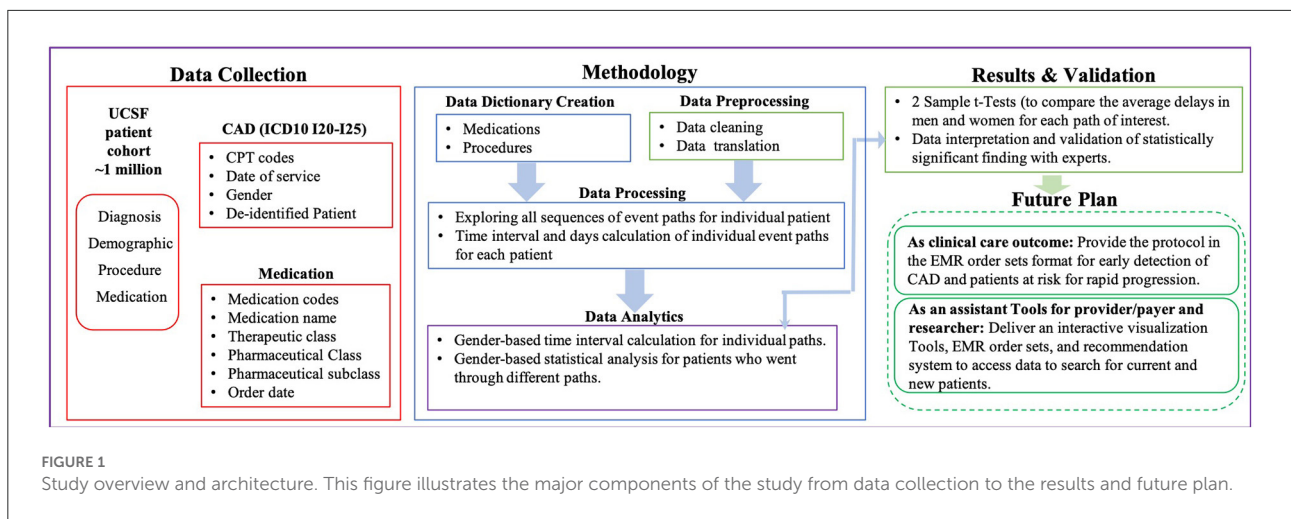 Data Collection
UCSF
patient
cohort
~1 million
Diagnosis
Demographic
Procedure
Medication
CAD (ICD10 I20-I25)
• CPT codes
• Date of service
• Gender
• De-identified Patient
Medication
• Medication codes
• Medication name
• Therapeutic class
• Pharmaceutical Class
• Pharmaceutical subclass
• Order date
Methodology
Data Dictionary Creation
• Medications
• Procedures
Data Preprocessing
• Data cleaning
• Data translation
Data Processing
• Exploring all sequences of event paths for individual patient
• Time interval and days calculation of individual event paths
for each patient
Data Analytics
• Gender-based time interval calculation for individual paths.
• Gender-based statistical analysis for patients who went
through different paths.
Results & Validation
• 2 Sample t-Tests (to compare the average delays in
men and women for each path of interest.
• Data interpretation and validation of statistically
significant finding with experts.
Future Plan
As clinical care outcome: Provide the protocol in
the EMR order sets format for early detection of
CAD and patients at risk for rapid progression.
As an assistant Tools for provider/payer and
researcher: Deliver an interactive visualization
Tools, EMR order sets, and recommendation
system to access data to search for current and
new patients.
FIGURE 1
Study overview and architecture. This figure illustrates the major components of the study from data collection to the results and future plan.